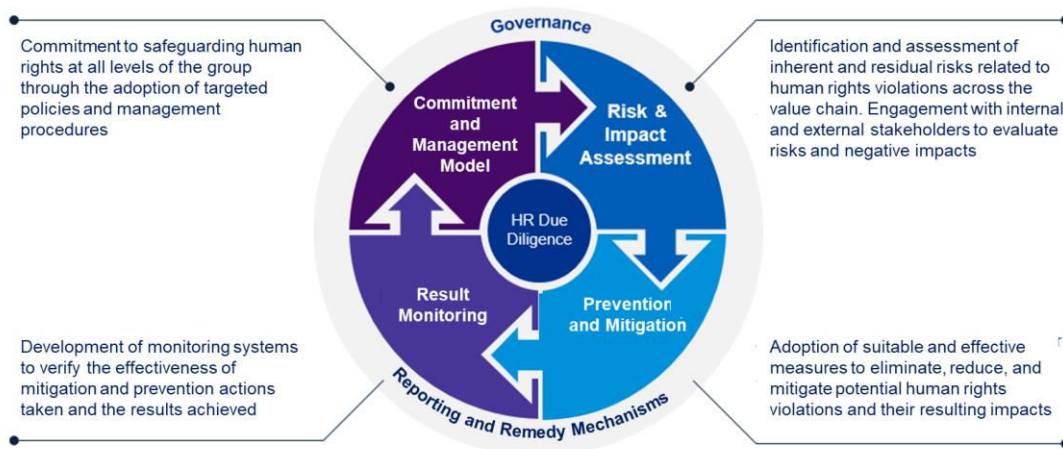 Governance
Commitment to safeguarding human
rights at all levels of the group
through the adoption of targeted
policies and management
procedures
Commitment
and
Management
Model
Risk &
Impact
Assessment
Identification and assessment of
inherent and residual risks related to
human rights violations across the
value chain. Engagement with internal
and external stakeholders to evaluate
risks and negative impacts
HR Due
Diligence
Result
Monitoring
Prevention
and Mitigation
Development of monitoring systems
to verify the effectiveness of
mitigation and prevention actions
taken and the results achieved
Adoption of suitable and effective
measures to eliminate, reduce, and
mitigate potential human rights
violations and their resulting impacts
Reporting and Remedy Mechanisms